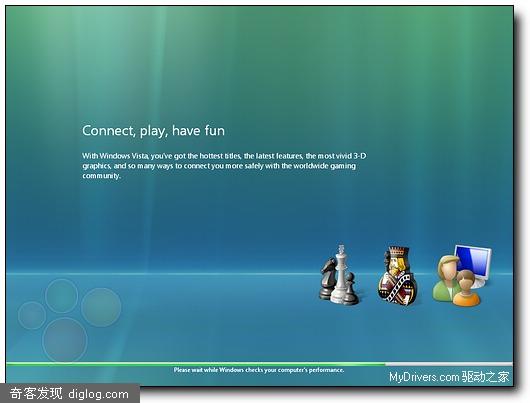 Connect, play, have fun
With Windows Vista, you've got the hottest titles, the latest features, the most vivid 3-D
graphics, and so many ways to connect you more safely with the worldwide gaming
community.
Please wait while Windows checks your computer's performance.
MyDrivers.com 驱动之家
奇客发现 diglog.com